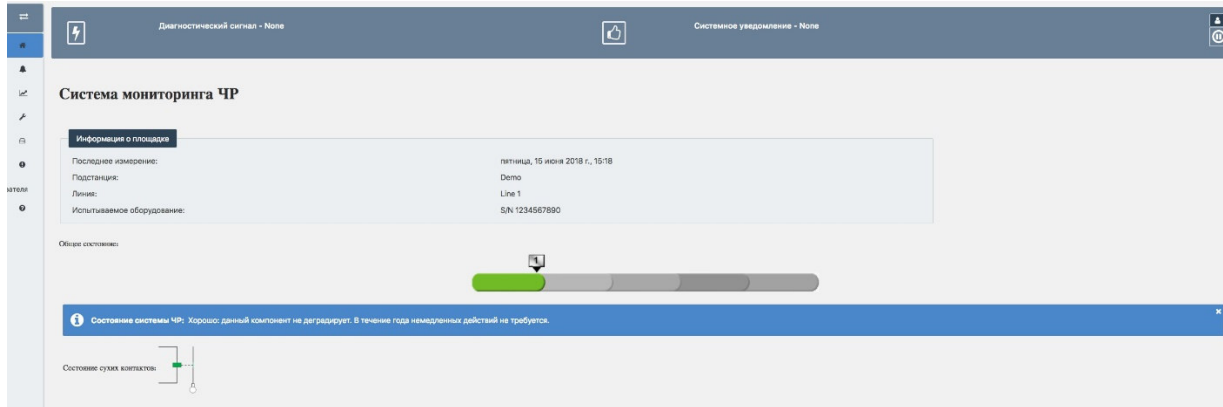 Диагностический сигнал - None
Системное уведомление - None
Система мониторинга ЧР
Информация о площадке
Последнее измерение: пятница, 15 июня 2018 г., 15:18
Подстанция: Demo
Линия: Line 1
Испытываемое оборудование: S/N 1234567890
ватели
Общее состояние:
1
Состояние системы ЧР: Хорошо: данный компонент не деградирует. В течение года немедленных действий не требуется.
Состояние сухих контактов: